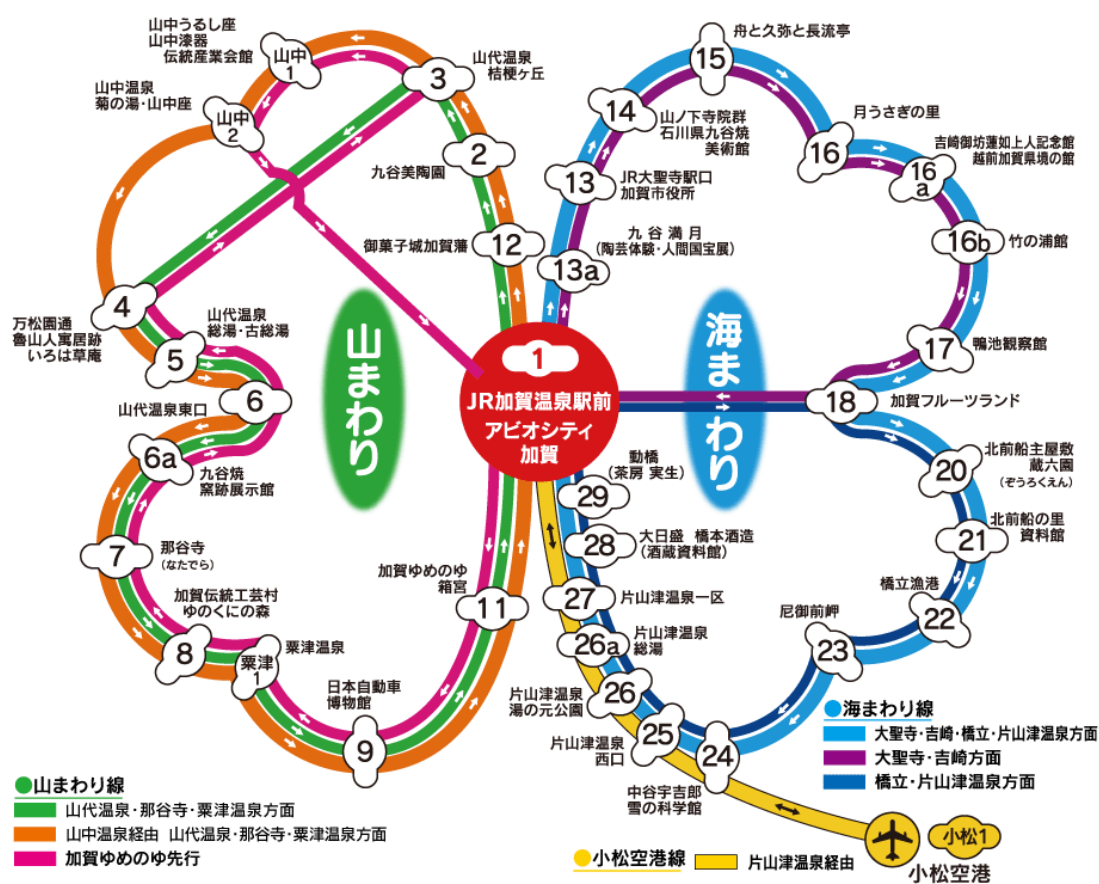 山中うるし座
山中漆器
伝統産業会館
山中
1
山中温泉
菊の湯・山中座
山中
2
3
山代温泉
桔梗ヶ丘
2
九谷美陶園
12
御菓子城加賀藩
4
万松園通
魯山人寓居跡
いろは草庵
5
山代温泉
総湯・古総湯
6
山代温泉東口
6a
九谷焼
窯跡展示館
7
那谷寺
(なたでら)
8
加賀伝統工芸村
ゆのくにの森
粟津
1
粟津温泉
9
日本自動車
博物館
11
加賀ゆめのゆ
箱宮
山まわり
1
JR加賀温泉駅前
アビオシティ
加賀
海まわり
15
舟と久弥と長流亭
14
山ノ下寺院群
石川県九谷焼
美術館
13
JR大聖寺駅口
加賀市役所
13a
九谷満月
(陶芸体験・人間国宝展)
16
月うさぎの里
16
a
吉崎御坊蓮如上人記念館
越前加賀県境の館
16b
竹の浦館
17
鴨池観察館
18
加賀フルーツランド
20
北前船主屋敷
蔵六園
(ぞうろくえん)
21
北前船の里
資料館
22
橋立漁港
23
尼御前岬
24
中谷宇吉郎
雪の科学館
25
片山津温泉
西口
26
片山津温泉
湯の元公園
26a
片山津温泉
総湯
27
片山津温泉一区
28
大日盛 橋本酒造
(酒蔵資料館)
29
動橋
(茶房 実生)
●山まわり線
山代温泉・那谷寺・粟津温泉方面
山中温泉経由 山代温泉・那谷寺・粟津温泉方面
加賀ゆめのゆ先行
●海まわり線
大聖寺・吉崎・橋立・片山津温泉方面
大聖寺・吉崎方面
橋立・片山津温泉方面
●小松空港線
片山津温泉経由
小松1
小松空港